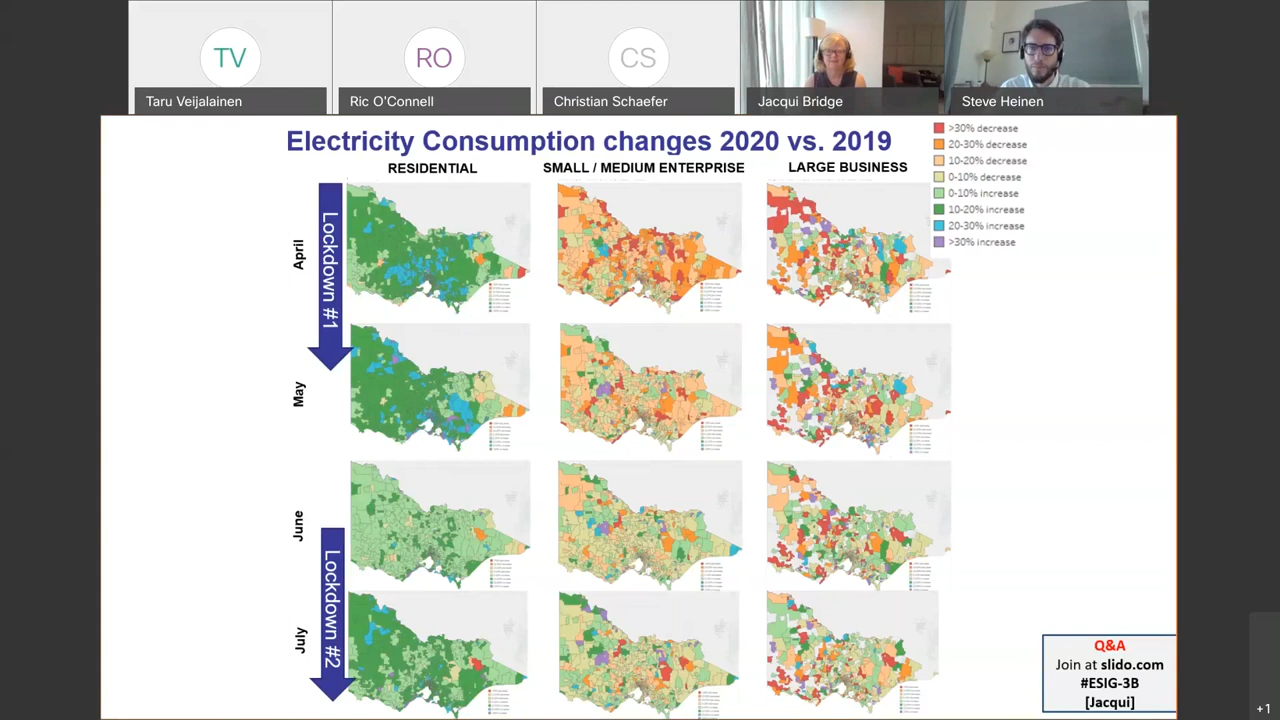 TV
RO
CS
Taru Veijalainen
Ric O'Connell
Christian Schaefer
Jacqui Bridge
Steve Heinen
Electricity Consumption changes 2020 vs. 2019
RESIDENTIAL
SMALL / MEDIUM ENTERPRISE
LARGE BUSINESS
>30% decrease
20-30% decrease
10-20% decrease
0-10% decrease
0-10% increase
10-20% increase
20-30% increase
>30% increase
Lockdown #1
April
May
June
Lockdown #2
July
Q&A
Join at slido.com
#ESIG-3B
[Jacqui]
+1